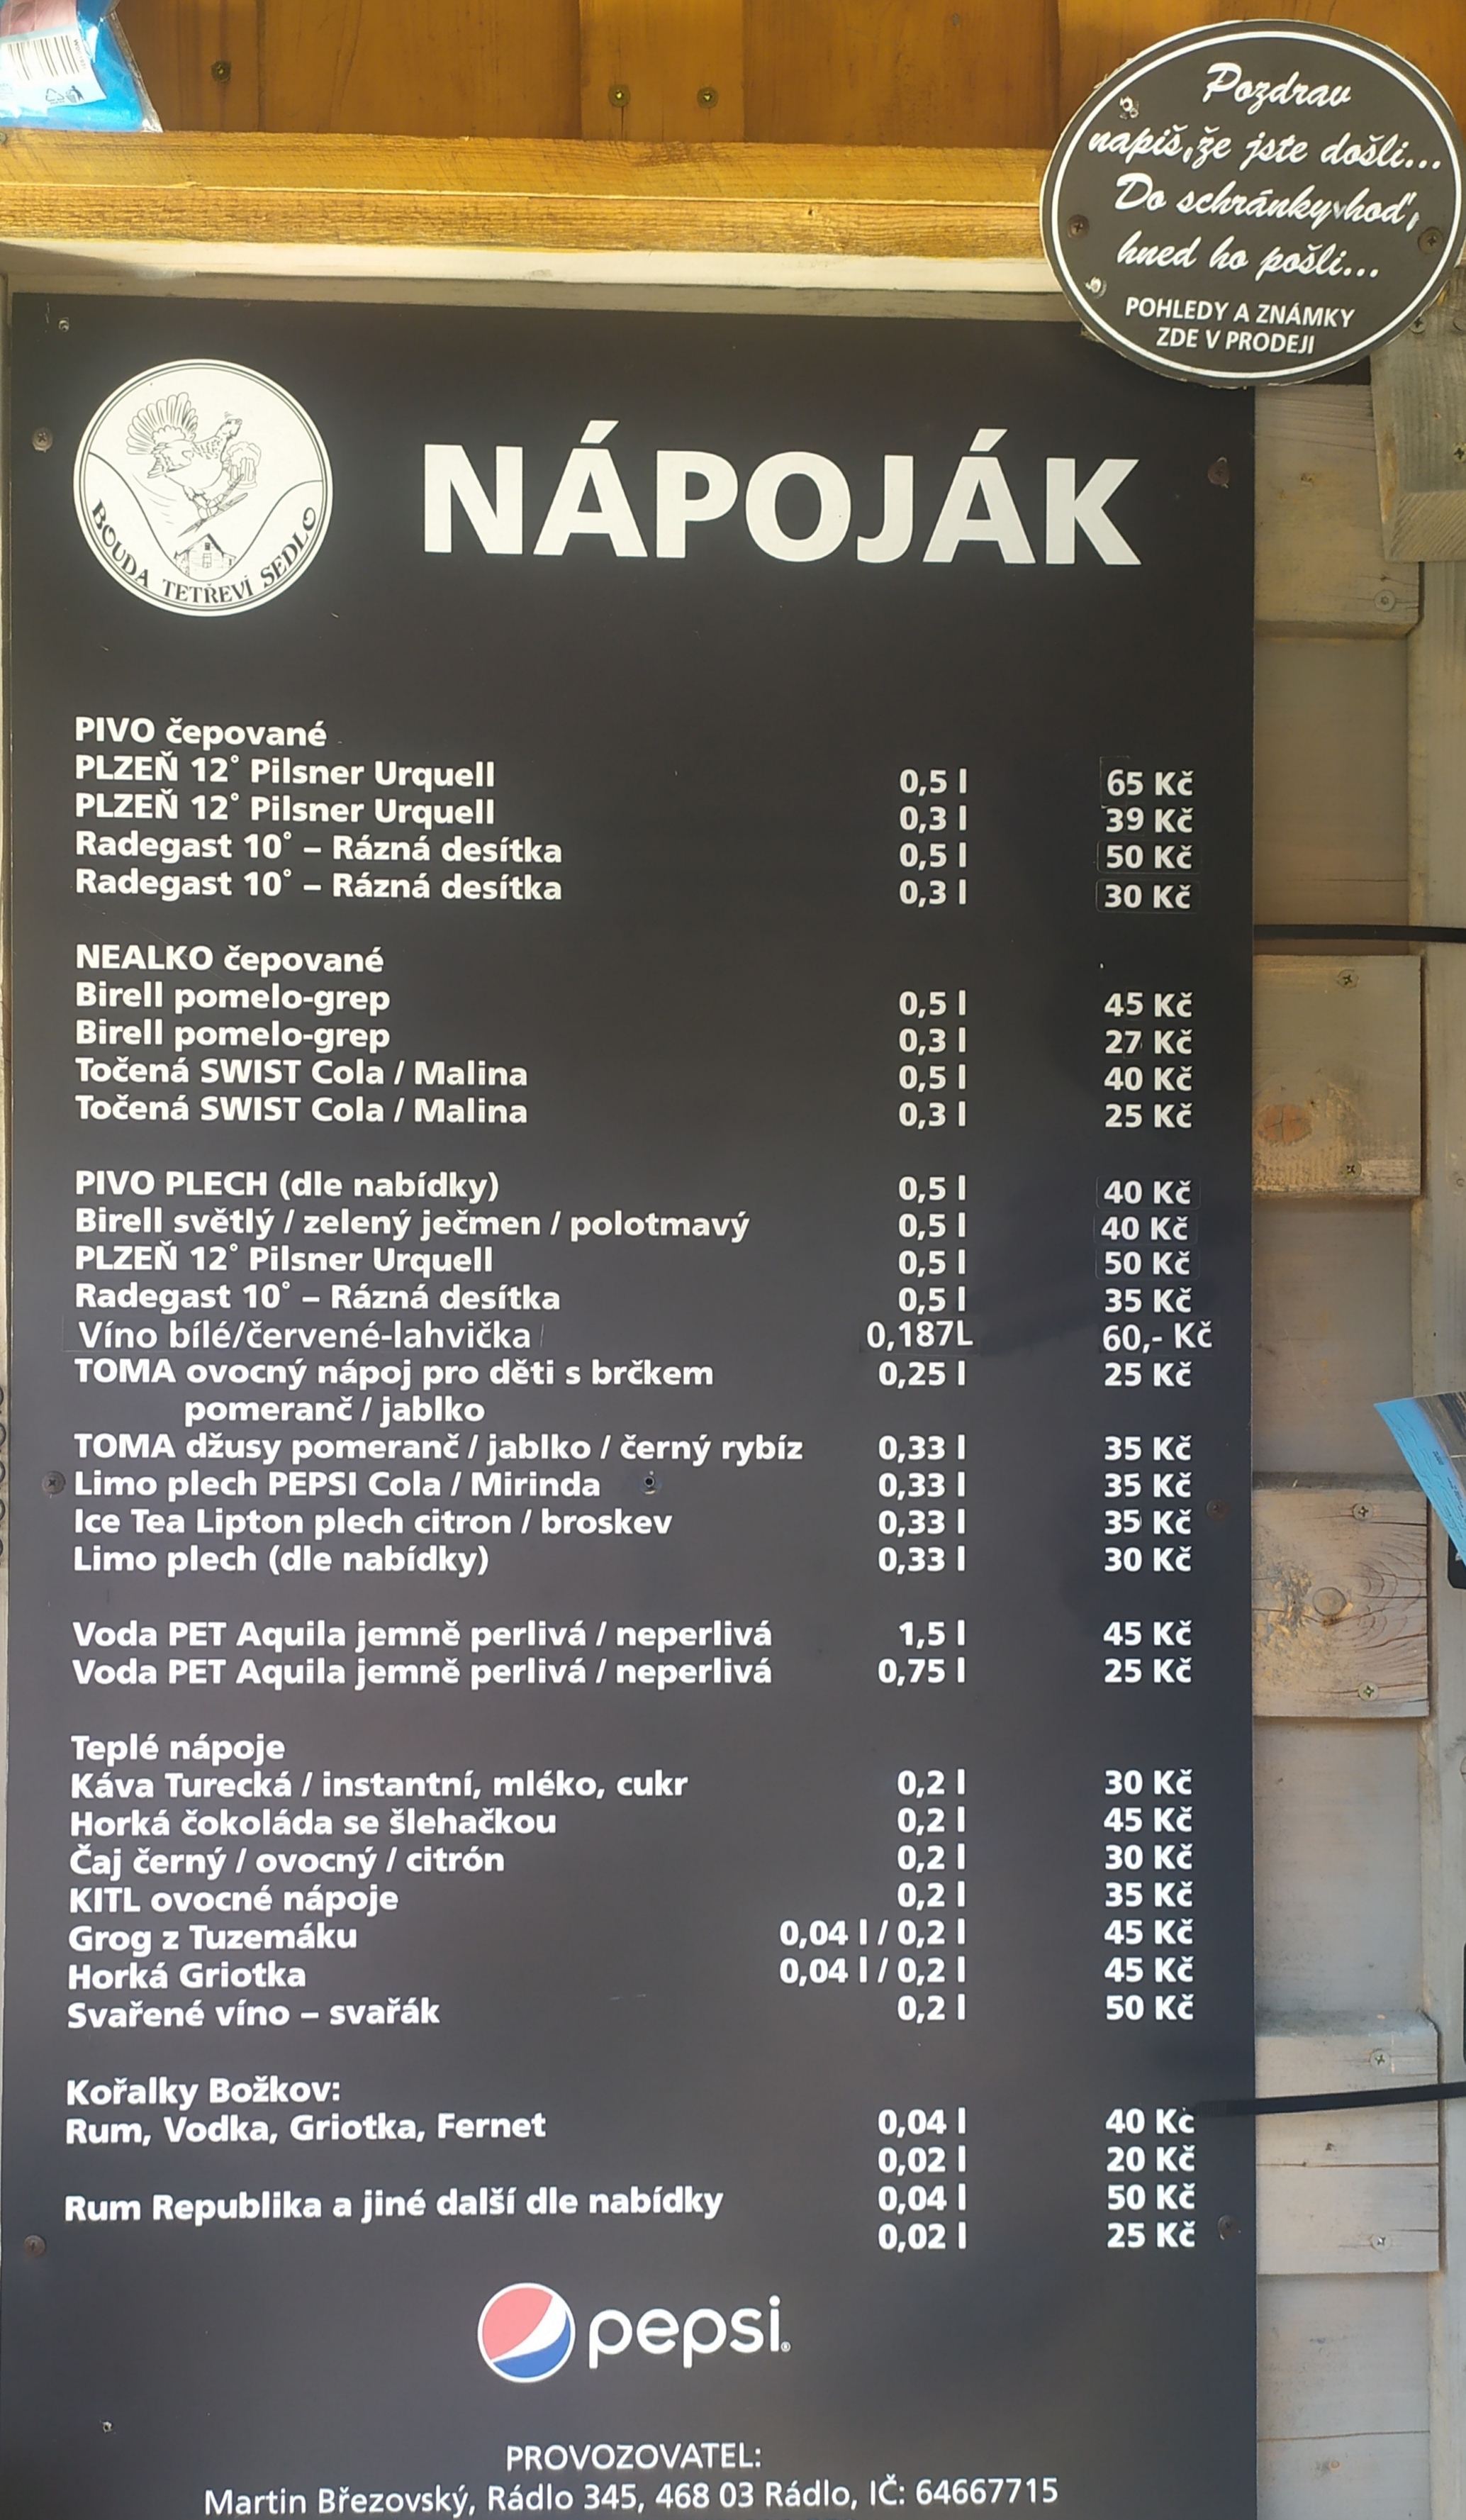 Pozdrav
napiš, že jste došli...
Do schránky vhoď,
hned ho pošli...
POHLEDY A ZNÁMKY
ZDE V PRODEJI
BOUDA TETŘEVÍ SEDLO
NÁPOJÁK
PIVO čepované
PLZEŇ 12° Pilsner Urquell 0,5 l 65 Kč
PLZEŇ 12° Pilsner Urquell 0,3 l 39 Kč
Radegast 10° – Rázná desítka 0,5 l 50 Kč
Radegast 10° – Rázná desítka 0,3 l 30 Kč
NEALKO čepované
Birell pomelo-grep 0,5 l 45 Kč
Birell pomelo-grep 0,3 l 27 Kč
Točená SWIST Cola / Malina 0,5 l 40 Kč
Točená SWIST Cola / Malina 0,3 l 25 Kč
PIVO PLECH (dle nabídky) 0,5 l 40 Kč
Birell světlý / zelený ječmen / polotmavý 0,5 l 40 Kč
PLZEŇ 12° Pilsner Urquell 0,5 l 50 Kč
Radegast 10° – Rázná desítka 0,5 l 35 Kč
Víno bílé/červené-lahvička 0,187L 60,- Kč
TOMA ovocný nápoj pro děti s brčkem 0,25 l 25 Kč
pomeranč / jablko
TOMA džusy pomeranč / jablko / černý rybíz 0,33 l 35 Kč
Limo plech PEPSI Cola / Mirinda 0,33 l 35 Kč
Ice Tea Lipton plech citron / broskev 0,33 l 35 Kč
Limo plech (dle nabídky) 0,33 l 30 Kč
Voda PET Aquila jemně perlivá / neperlivá 1,5 l 45 Kč
Voda PET Aquila jemně perlivá / neperlivá 0,75 l 25 Kč
Teplé nápoje
Káva Turecká / instantní, mléko, cukr 0,2 l 30 Kč
Horká čokoláda se šlehačkou 0,2 l 45 Kč
Čaj černý / ovocný / citrón 0,2 l 30 Kč
KITL ovocné nápoje 0,2 l 35 Kč
Grog z Tuzemáku 0,04 l / 0,2 l 45 Kč
Horká Griotka 0,04 l / 0,2 l 45 Kč
Svařené víno – svařák 0,2 l 50 Kč
Kořalky Božkov:
Rum, Vodka, Griotka, Fernet 0,04 l 40 Kč
0,02 l 20 Kč
Rum Republika a jiné další dle nabídky 0,04 l 50 Kč
0,02 l 25 Kč
pepsi
PROVOZOVATEL:
Martin Březovský, Rádlo 345, 468 03 Rádlo, IČ: 64667715